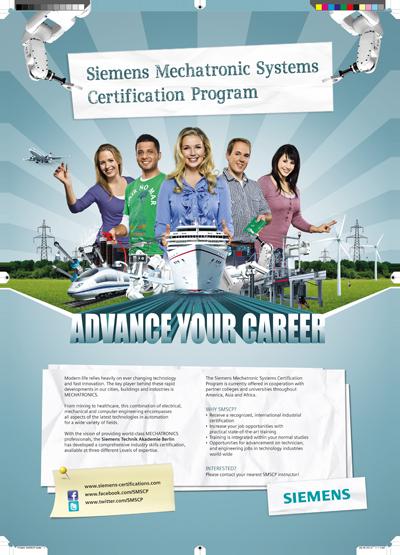 Siemens Mechatronic Systems
Certification Program
ADVANCE YOUR CAREER
Modern life relies heavily on ever changing technology
and fast innovation. The key player behind these rapid
developments in our cities, buildings and industries is
MECHATRONICS.
From mixing to healthcare, this combination of electrical,
mechanical and computer engineering encompasses
all aspects of the latest technologies in automation
for a wide variety of fields.
With the vision of providing world-class MECHATRONICS
professionals, the Siemens Technik Akademie Berlin
has developed a comprehensive industry skills certification,
available at three different Levels of expertise.
The Siemens Mechatronic Systems Certification
Program is currently offered in cooperation with
partner colleges and universities throughout
America, Asia and Africa.
WHY SMSCP?
• Receive a recognized, international industrial
certification
• Increase your job opportunities with
practical state-of-the-art training
• Training is integrated within your normal studies
• Opportunities for advancement on technician,
and engineering jobs in technology industries
world wide
INTERESTED?
Please contact your nearest SMSCP instructor!
www.siemens-certifications.com
www.facebook.com/SMSCP
www.twitter.com/SMSCP
SIEMENS